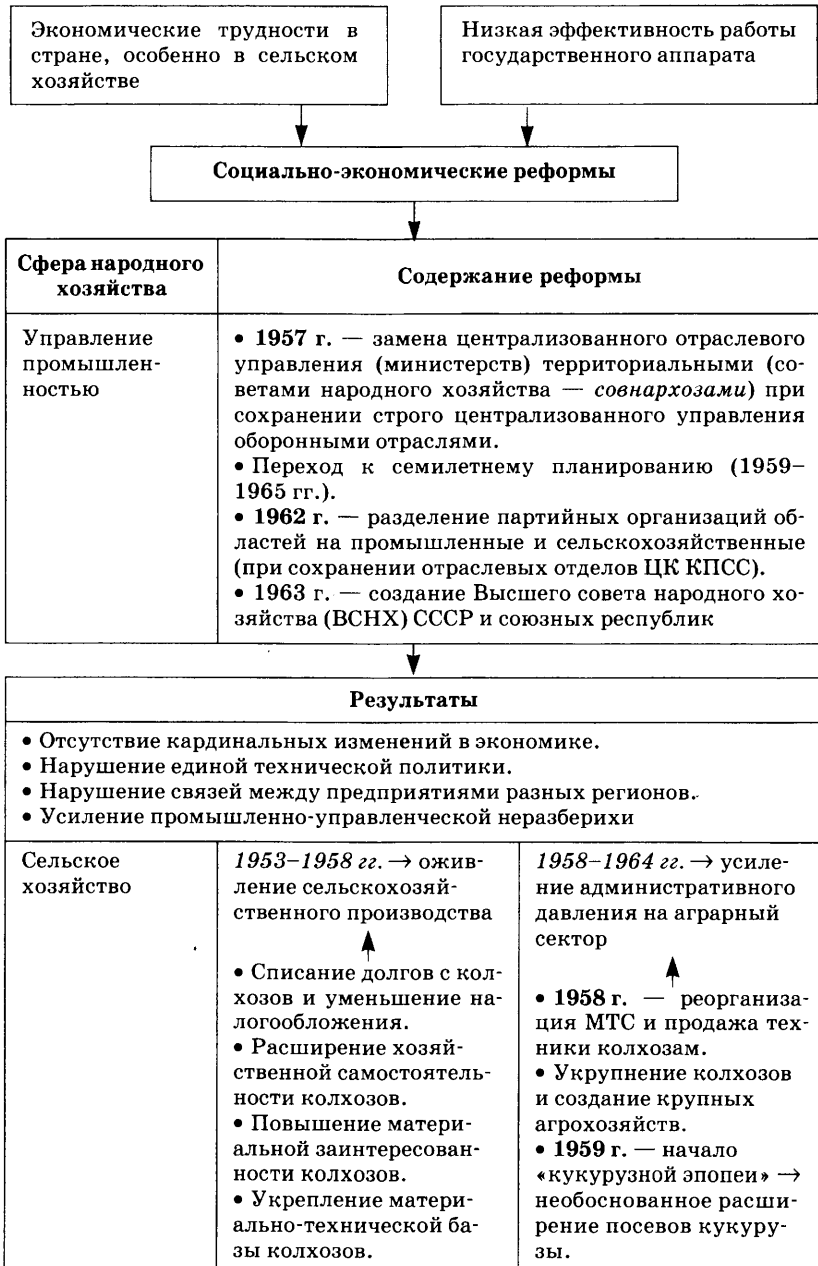 Экономические трудности в
стране, особенно в сельском
хозяйстве
Низкая эффективность работы
государственного аппарата
Социально-экономические реформы
Сфера народного
хозяйства
Содержание реформы
Управление
промышлен-
ностью
• 1957 г. — замена централизованного отраслевого
управления (министерств) территориальными (со-
ветами народного хозяйства — совнархозами) при
сохранении строго централизованного управления
оборонными отраслями.
• Переход к семилетнему планированию (1959–
1965 гг.).
• 1962 г. — разделение партийных организаций об-
ластей на промышленные и сельскохозяйственные
(при сохранении отраслевых отделов ЦК КПСС).
• 1963 г. — создание Высшего совета народного хо-
зяйства (ВСНХ) СССР и союзных республик
Результаты
• Отсутствие кардинальных изменений в экономике.
• Нарушение единой технической политики.
• Нарушение связей между предприятиями разных регионов.
• Усиление промышленно-управленческой неразберихи
Сельское
хозяйство
1953–1958 гг. → ожив-
ление сельскохозяй-
ственного производства
• Списание долгов с кол-
хозов и уменьшение на-
логообложения.
• Расширение хозяй-
ственной самостоятель-
ности колхозов.
• Повышение матери-
альной заинтересован-
ности колхозов.
• Укрепление матери-
ально-технической ба-
зы колхозов.
1958–1964 гг. → усиле-
ние административного
давления на аграрный
сектор
• 1958 г. — реорганиза-
ция МТС и продажа тех-
ники колхозам.
• Укрупнение колхозов
и создание крупных
агрохозяйств.
• 1959 г. — начало
«кукурузной эпопеи» →
необоснованное расши-
рение посевов кукуру-
зы.